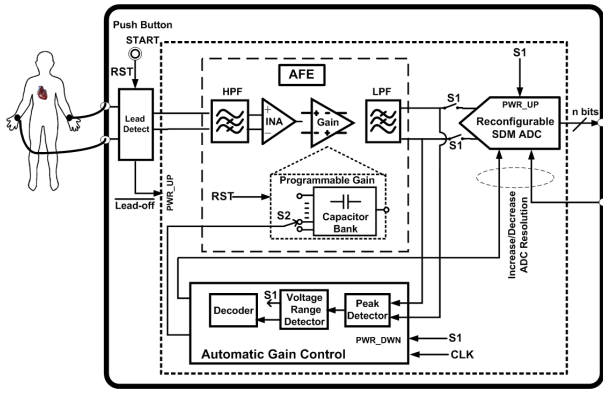 Push Button
START
RST
Lead
Detect
Lead-off
PWR_UP
AFE
HPF
INA
Gain
LPF
RST
Programmable Gain
S2
Capacitor
Bank
S1
S1
S1
PWR_UP
Reconfigurable
SDM ADC
n bits
Increase/Decrease
ADC Resolution
Decoder
S1
Voltage
Range
Detector
Peak
Detector
PWR_DWN
S1
CLK
Automatic Gain Control